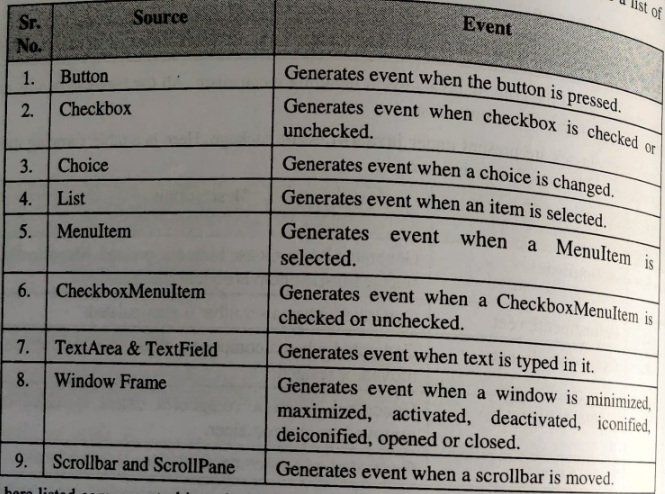 a list of
Sr. No. Source Event
1. Button Generates event when the button is pressed.
2. Checkbox Generates event when checkbox is checked or
unchecked.
3. Choice Generates event when a choice is changed.
4. List Generates event when an item is selected.
5. MenuItem Generates event when a MenuItem is
selected.
6. CheckboxMenuItem Generates event when a CheckboxMenuItem is
checked or unchecked.
7. TextArea & TextField Generates event when text is typed in it.
8. Window Frame Generates event when a window is minimized,
maximized, activated, deactivated, iconified,
deiconified, opened or closed.
9. Scrollbar and ScrollPane Generates event when a scrollbar is moved.
listed